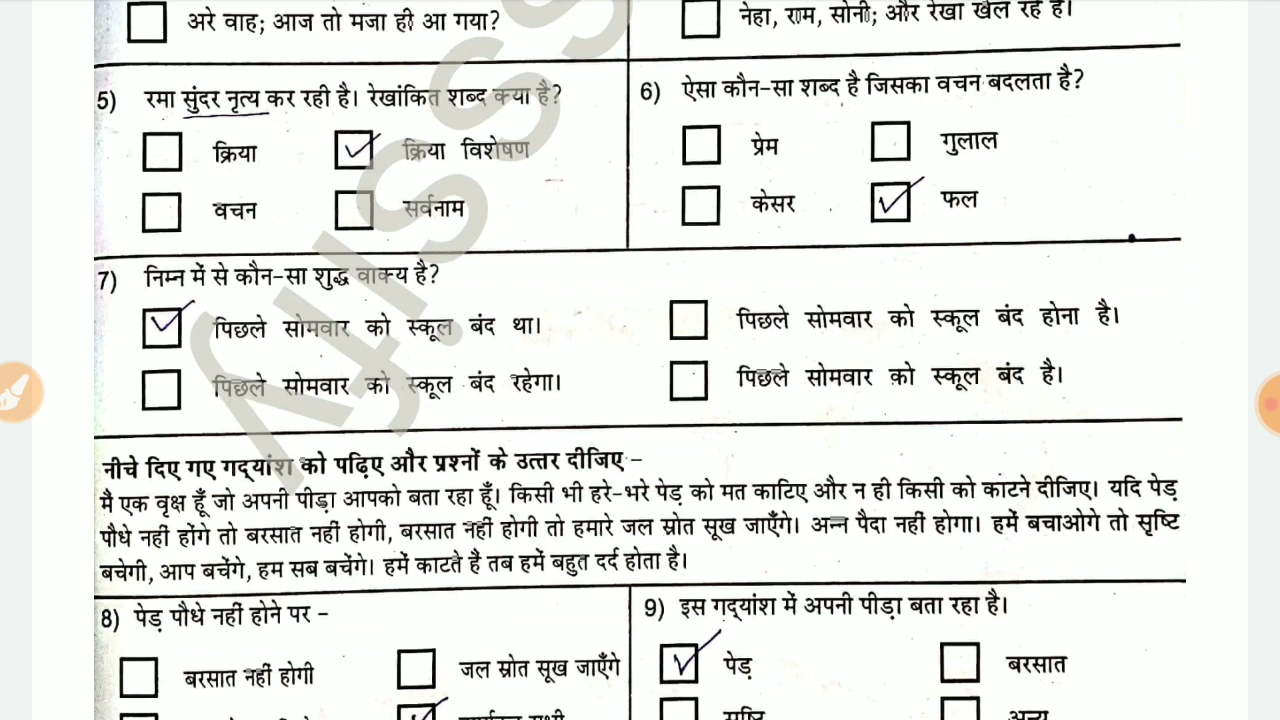 अरे वाह; आज तो मजा ही आ गया?
नेहा, राम, सोनी; और रेखा खेल रहे हैं।
5) रमा सुंदर नृत्य कर रही है। रेखांकित शब्द क्या है?
क्रिया
क्रिया विशेषण
वचन
सर्वनाम
6) ऐसा कौन-सा शब्द है जिसका वचन बदलता है?
प्रेम
गुलाल
केसर
फल
7) निम्न में से कौन-सा शुद्ध वाक्य है?
पिछले सोमवार को स्कूल बंद था।
पिछले सोमवार को स्कूल बंद होना है।
पिछले सोमवार को स्कूल बंद रहेगा।
पिछले सोमवार को स्कूल बंद है।
नीचे दिए गए गद्‌यांश को पढ़िए और प्रश्नों के उत्तर दीजिए -
मै एक वृक्ष हूँ जो अपनी पीड़ा आपको बता रहा हूँ। किसी भी हरे-भरे पेड़ को मत काटिए और न ही किसी को काटने दीजिए। यदि पेड़
पौधे नहीं होंगे तो बरसात नहीं होगी, बरसात नहीं होगी तो हमारे जल स्रोत सूख जाएँगे। अन्न पैदा नहीं होगा। हमें बचाओगे तो सृष्टि
बचेगी, आप बचेंगे, हम सब बचेंगे। हमें काटते हैं तब हमें बहुत दर्द होता है।
8) पेड़ पौधे नहीं होने पर -
बरसात नहीं होगी
जल स्रोत सूख जाएँगे
9) इस गद्‌यांश में अपनी पीड़ा बता रहा है।
पेड़
बरसात
सृष्टि
अन्य